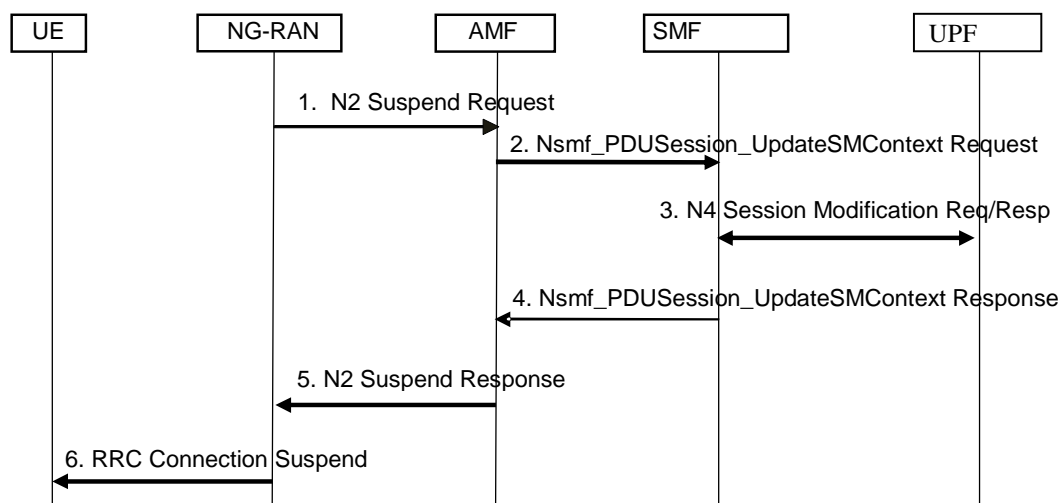 UE
NG-RAN
AMF
SMF
UPF
1. N2 Suspend Request
2. Nsmf_PDUSession_UpdateSMContext Request
3. N4 Session Modification Req/Resp
4. Nsmf_PDUSession_UpdateSMContext Response
5. N2 Suspend Response
6. RRC Connection Suspend